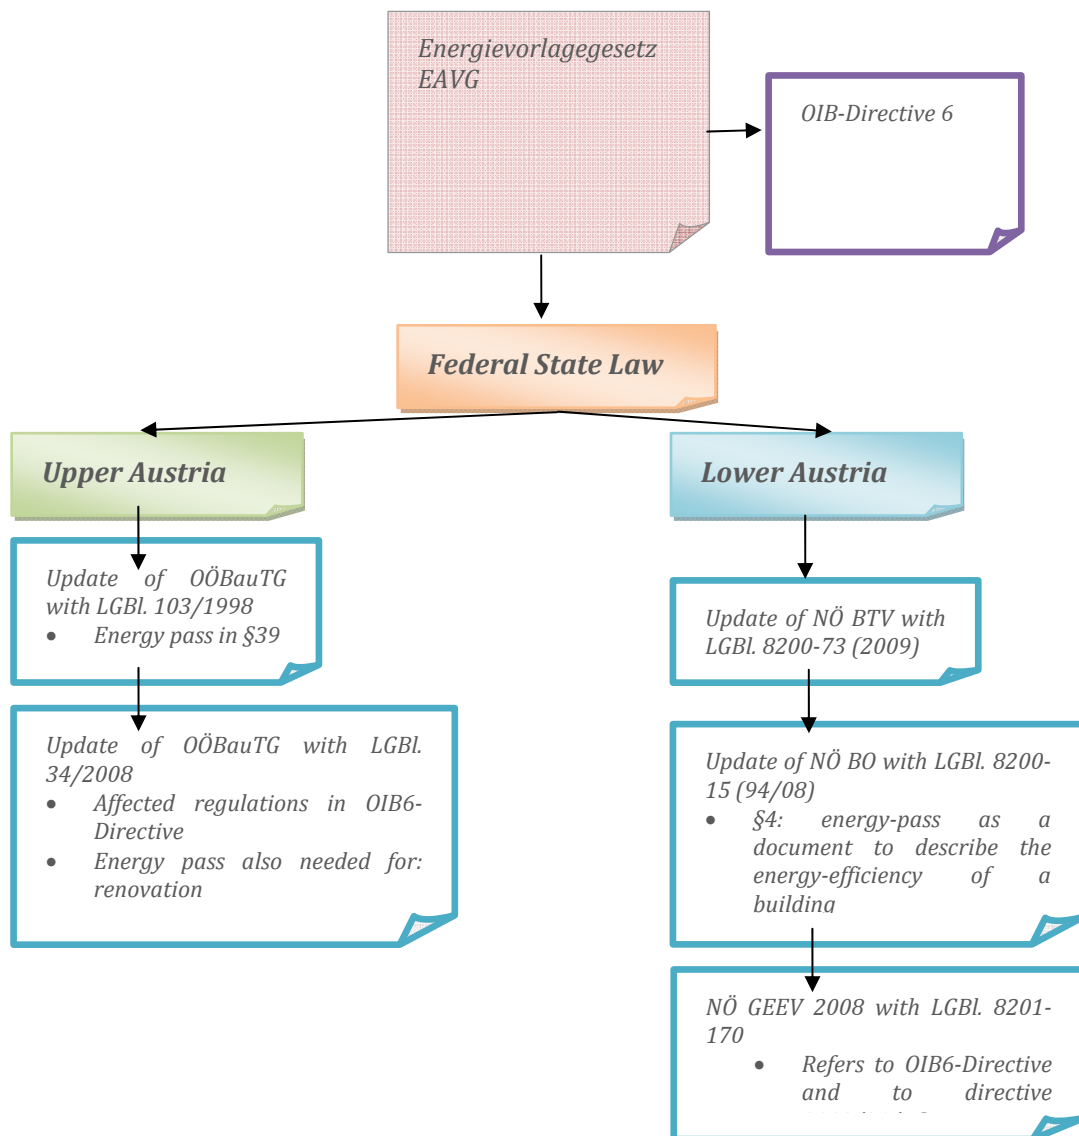 Energievorlagegesetz
EAVG
OIB-Directive 6
Federal State Law
Upper Austria
Update of OÖBauTG
with LGBl. 103/1998
• Energy pass in §39
Update of OÖBauTG with LGBl.
34/2008
• Affected regulations in OIB6-
Directive
• Energy pass also needed for:
renovation
Lower Austria
Update of NÖ BTV with
LGBl. 8200-73 (2009)
Update of NÖ BO with LGBl. 8200-
15 (94/08)
• §4: energy-pass as a
document to describe the
energy-efficiency of a
building
NÖ GEEV 2008 with LGBl. 8201-
170
• Refers to OIB6-Directive
and to directive